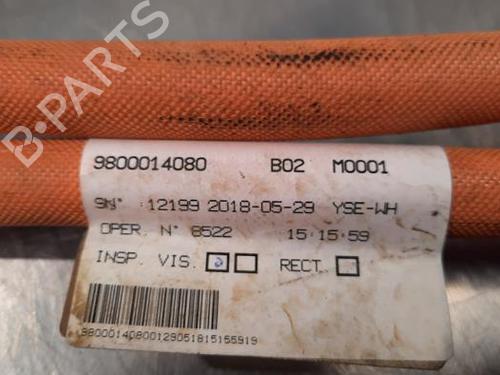 B-PARTS
9800014080 B02 M0001
SN° :12199 2018-05-29 YSE-WH
OPER. N° 8522 15:15:59
INSP. VIS. RECT.
98000140800129051815155919